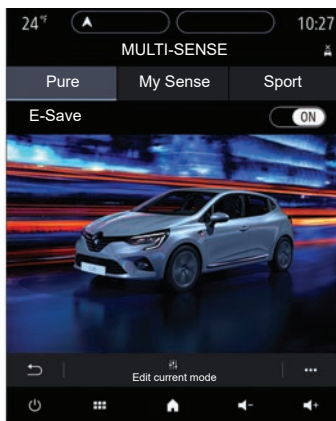 24°F 10:27
MULTI-SENSE
Pure My Sense Sport
E-Save ON
Edit current mode